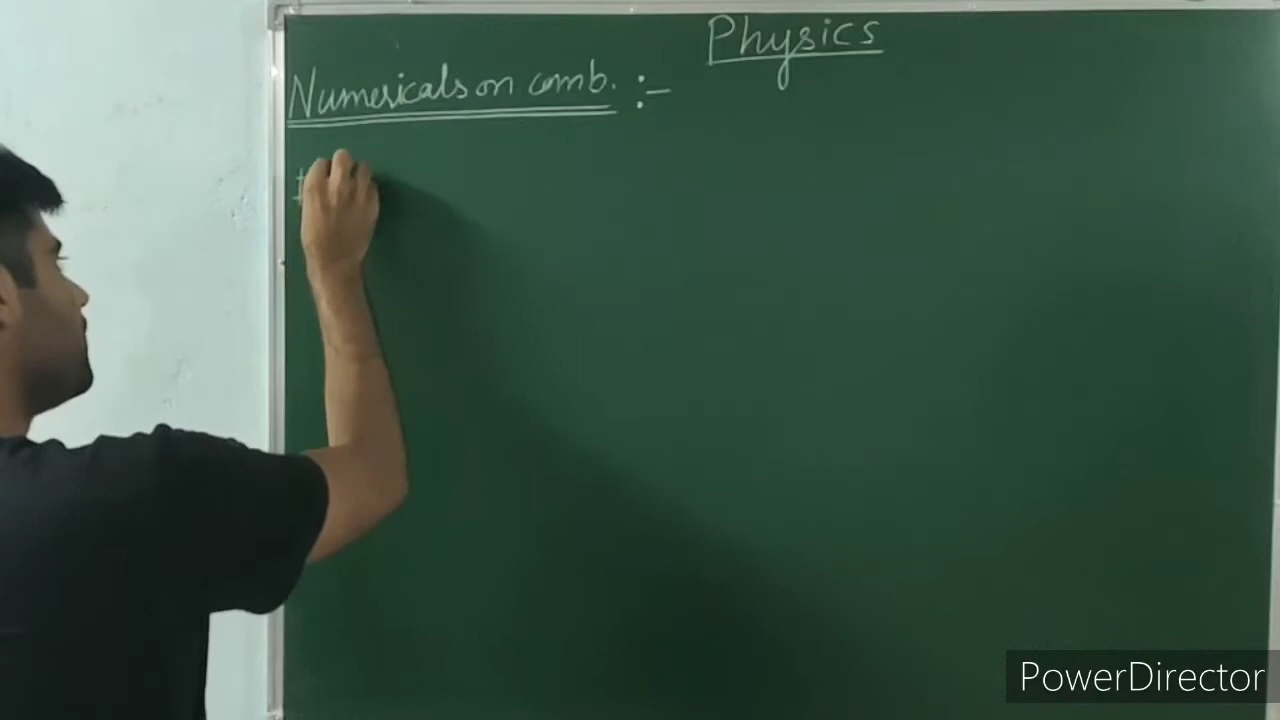 Physics
Numericals on comb. :-
#
PowerDirector